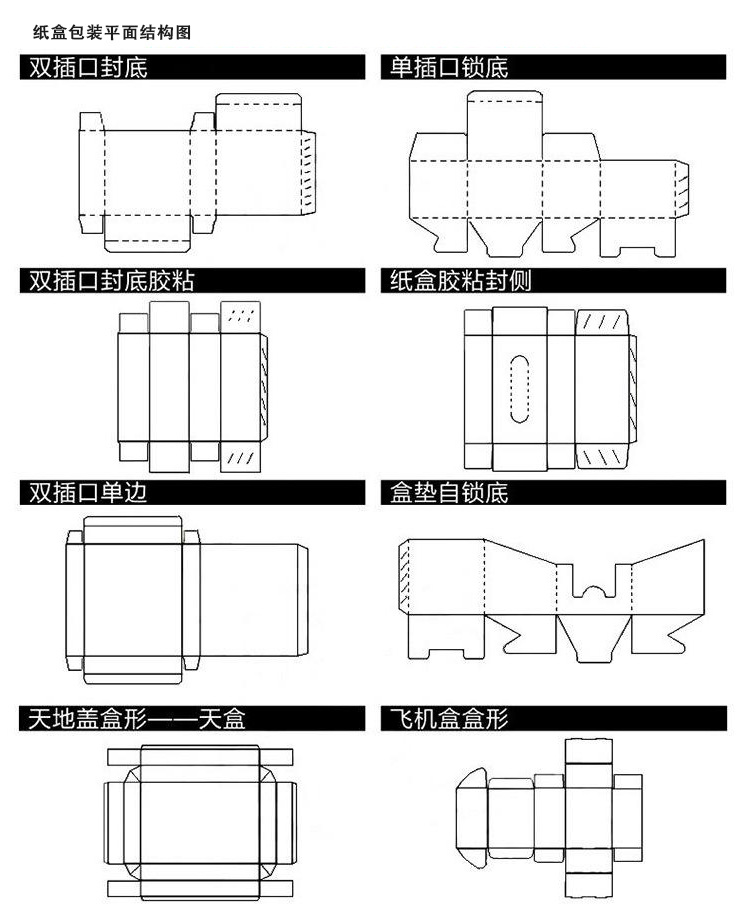 纸盒包装平面结构图
双插口封底
单插口锁底
双插口封底胶粘
纸盒胶粘封侧
双插口单边
盒垫自锁底
天地盖盒形——天盒
飞机盒盒形